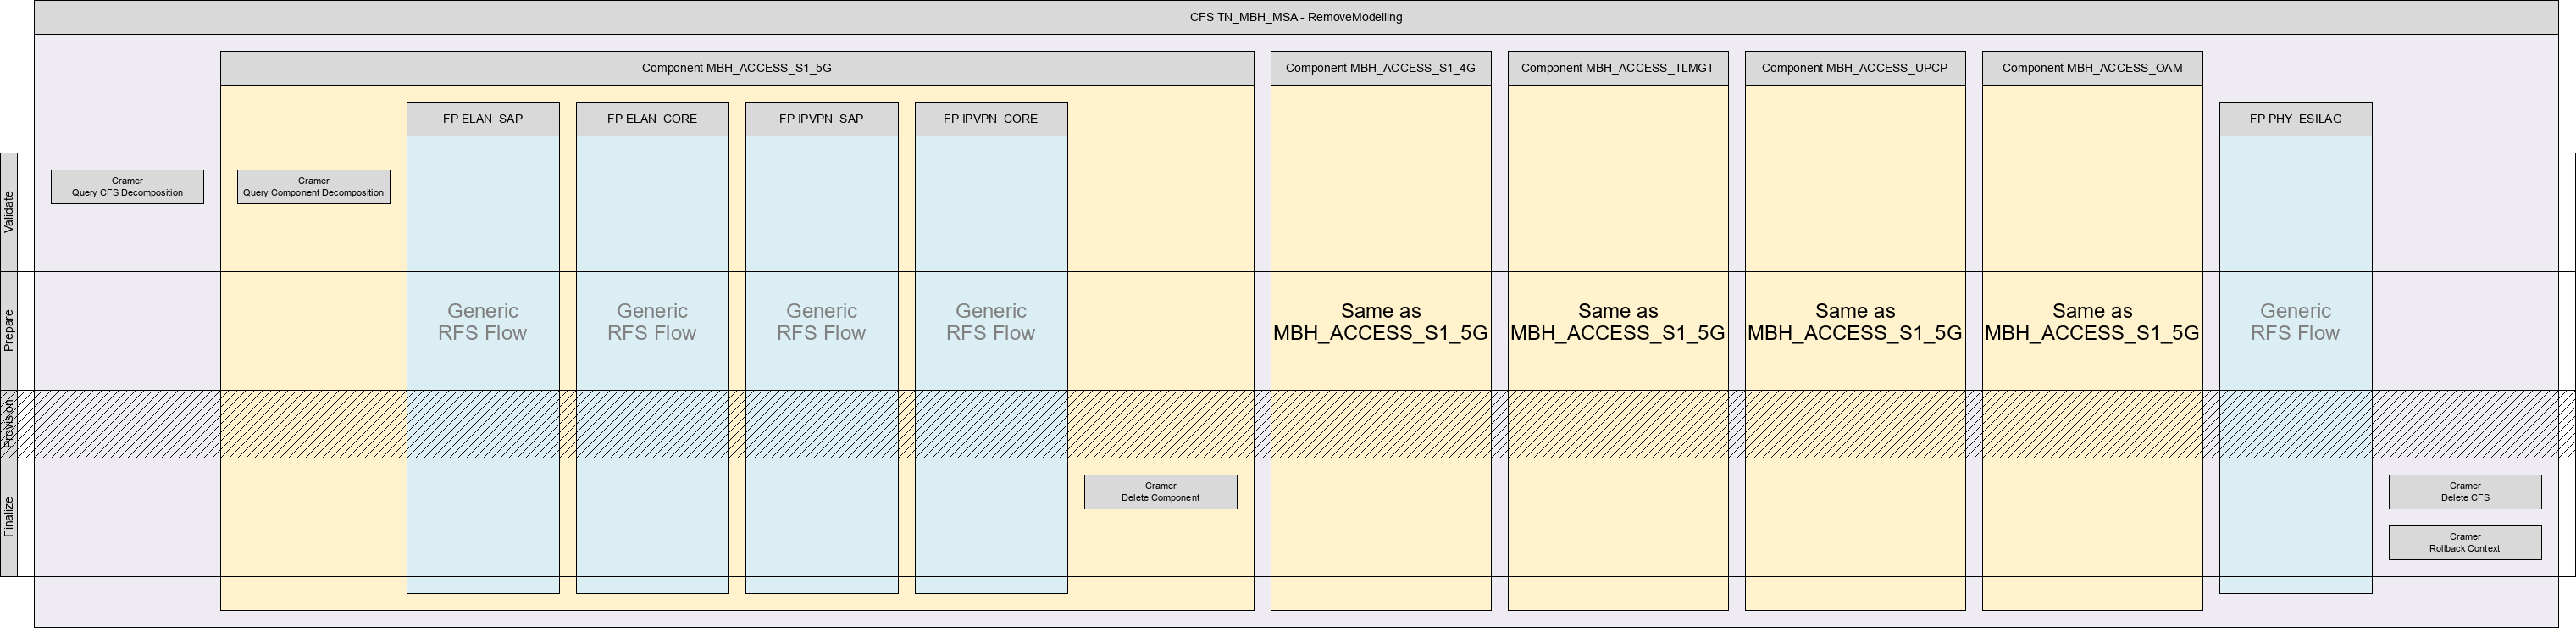 CFS TN_MBH_MSA - RemoveModelling
Component MBH_ACCESS_S1_5G
Component MBH_ACCESS_S1_4G
Component MBH_ACCESS_TLMGT
Component MBH_ACCESS_UPCP
Component MBH_ACCESS_OAM
FP ELAN_SAP
FP ELAN_CORE
FP IPVPN_SAP
FP IPVPN_CORE
FP PHY_ESILAG
Validate
Cramer
Query CFS Decomposition
Cramer
Query Component Decomposition
Prepare
Generic
RFS Flow
Generic
RFS Flow
Generic
RFS Flow
Generic
RFS Flow
Same as
MBH_ACCESS_S1_5G
Same as
MBH_ACCESS_S1_5G
Same as
MBH_ACCESS_S1_5G
Same as
MBH_ACCESS_S1_5G
Generic
RFS Flow
Provision
Finalize
Cramer
Delete Component
Cramer
Delete CFS
Cramer
Rollback Context